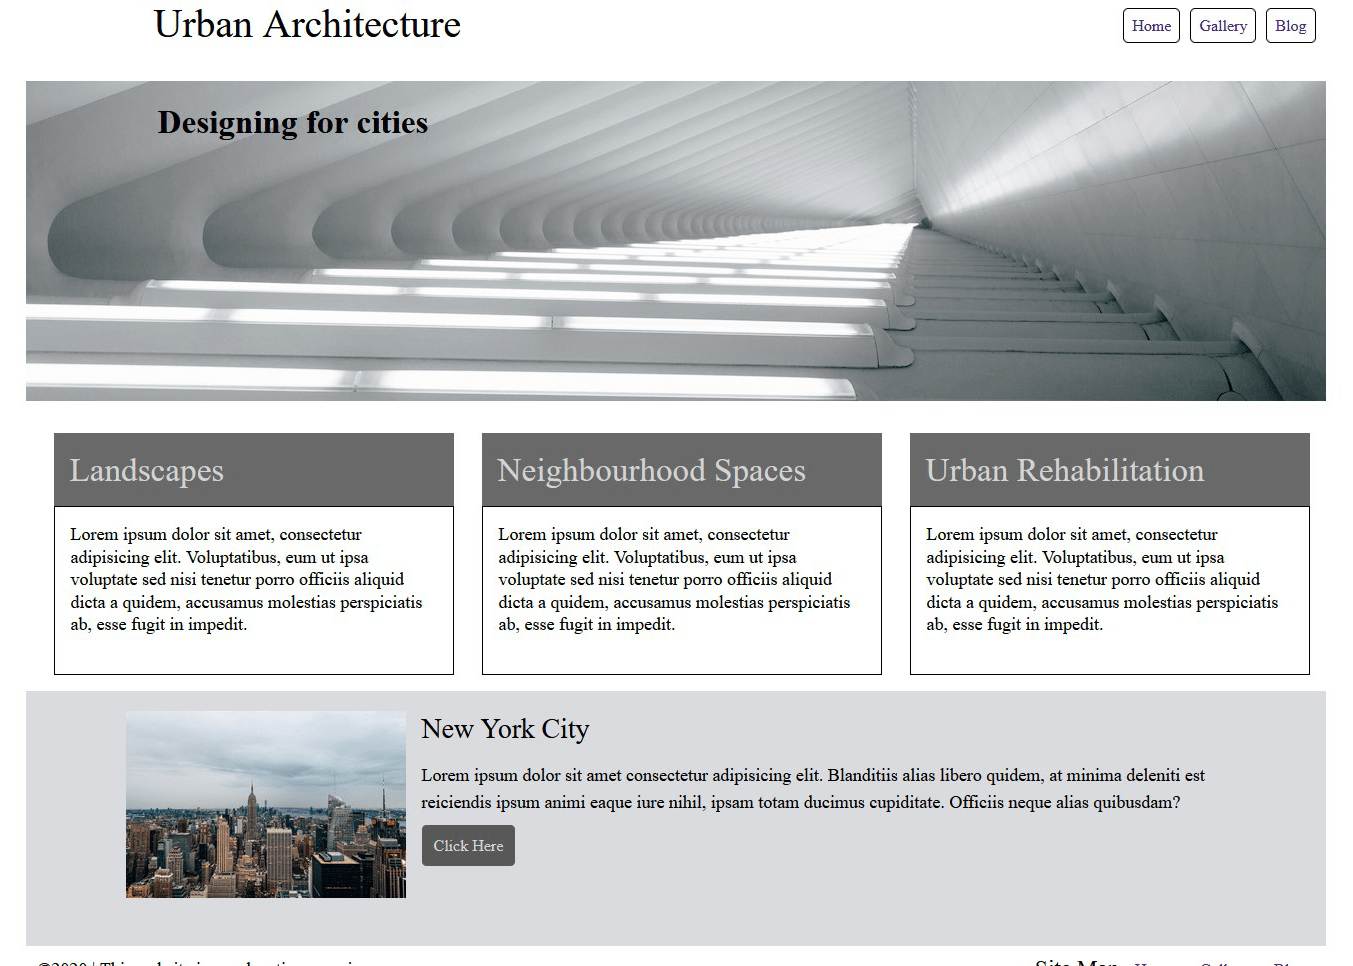 Urban Architecture
Home
Gallery
Blog
Designing for cities
Landscapes
Lorem ipsum dolor sit amet, consectetur
adipisicing elit. Voluptatibus, eum ut ipsa
voluptate sed nisi tenetur porro officiis aliquid
dicta a quidem, accusamus molestias perspiciatis
ab, esse fugit in impedit.
Neighbourhood Spaces
Lorem ipsum dolor sit amet, consectetur
adipisicing elit. Voluptatibus, eum ut ipsa
voluptate sed nisi tenetur porro officiis aliquid
dicta a quidem, accusamus molestias perspiciatis
ab, esse fugit in impedit.
Urban Rehabilitation
Lorem ipsum dolor sit amet, consectetur
adipisicing elit. Voluptatibus, eum ut ipsa
voluptate sed nisi tenetur porro officiis aliquid
dicta a quidem, accusamus molestias perspiciatis
ab, esse fugit in impedit.
New York City
Lorem ipsum dolor sit amet consectetur adipisicing elit. Blanditiis alias libero quidem, at minima deleniti est
reiciendis ipsum animi eaque iure nihil, ipsam totam ducimus cupiditate. Officiis neque alias quibusdam?
Click Here